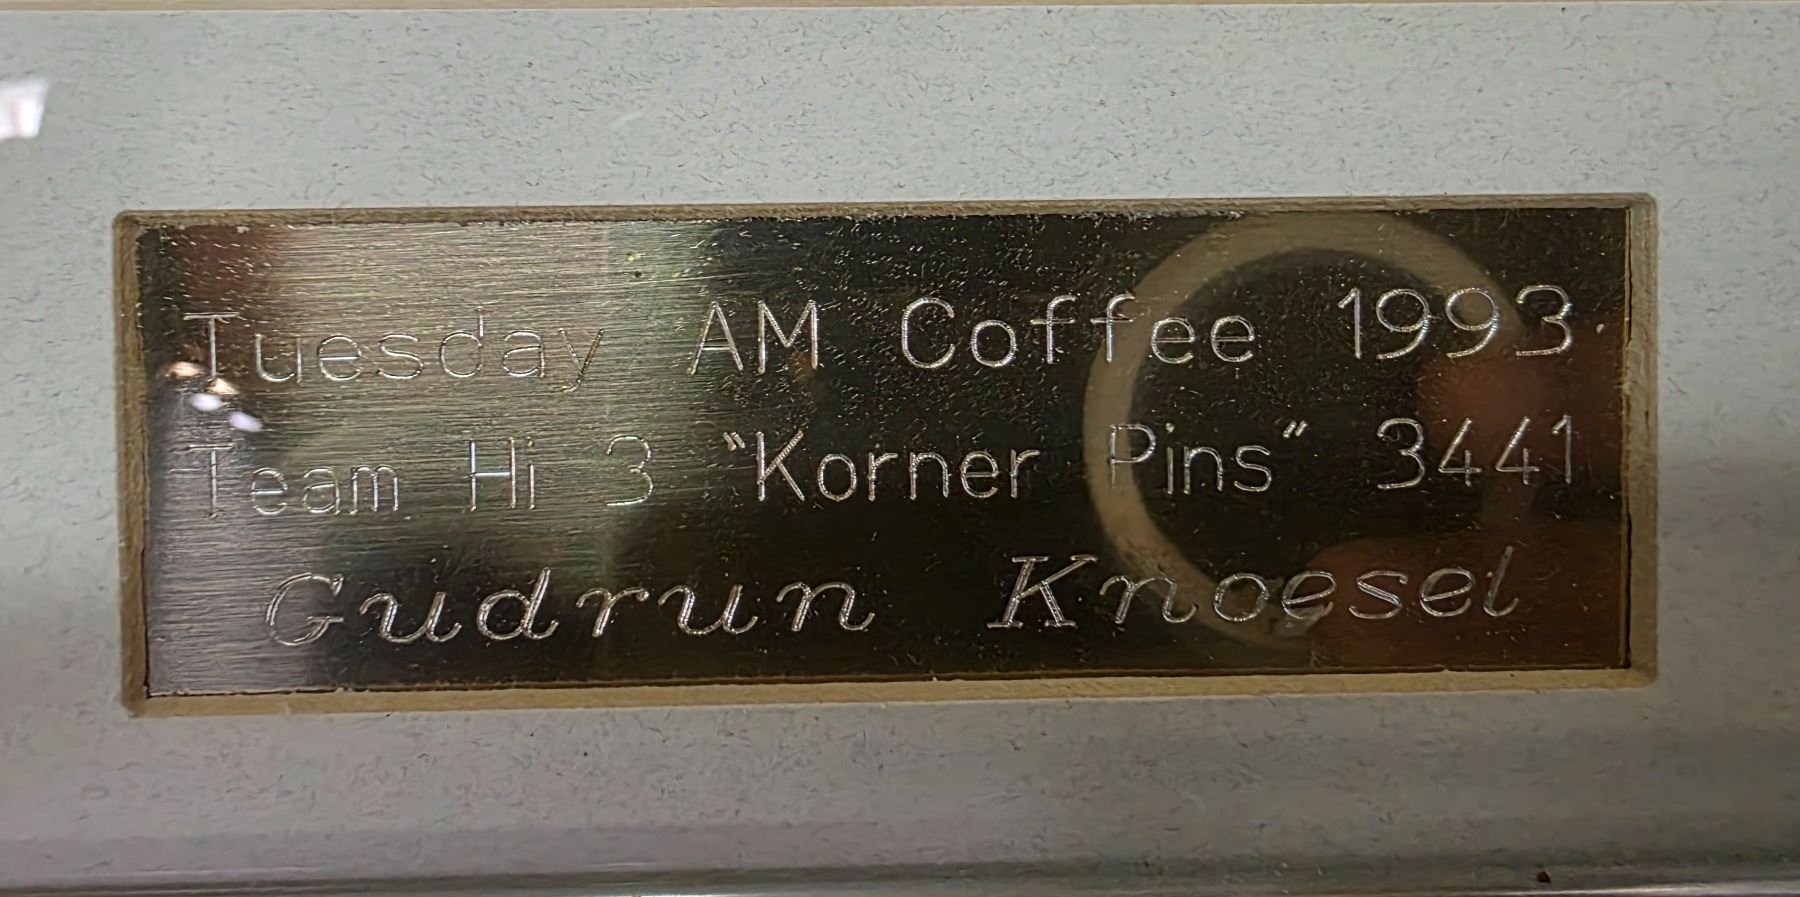 Tuesday AM Coffee 1993
Team Hi 3 "Korner Pins" 3441
Gudrun Knoesel